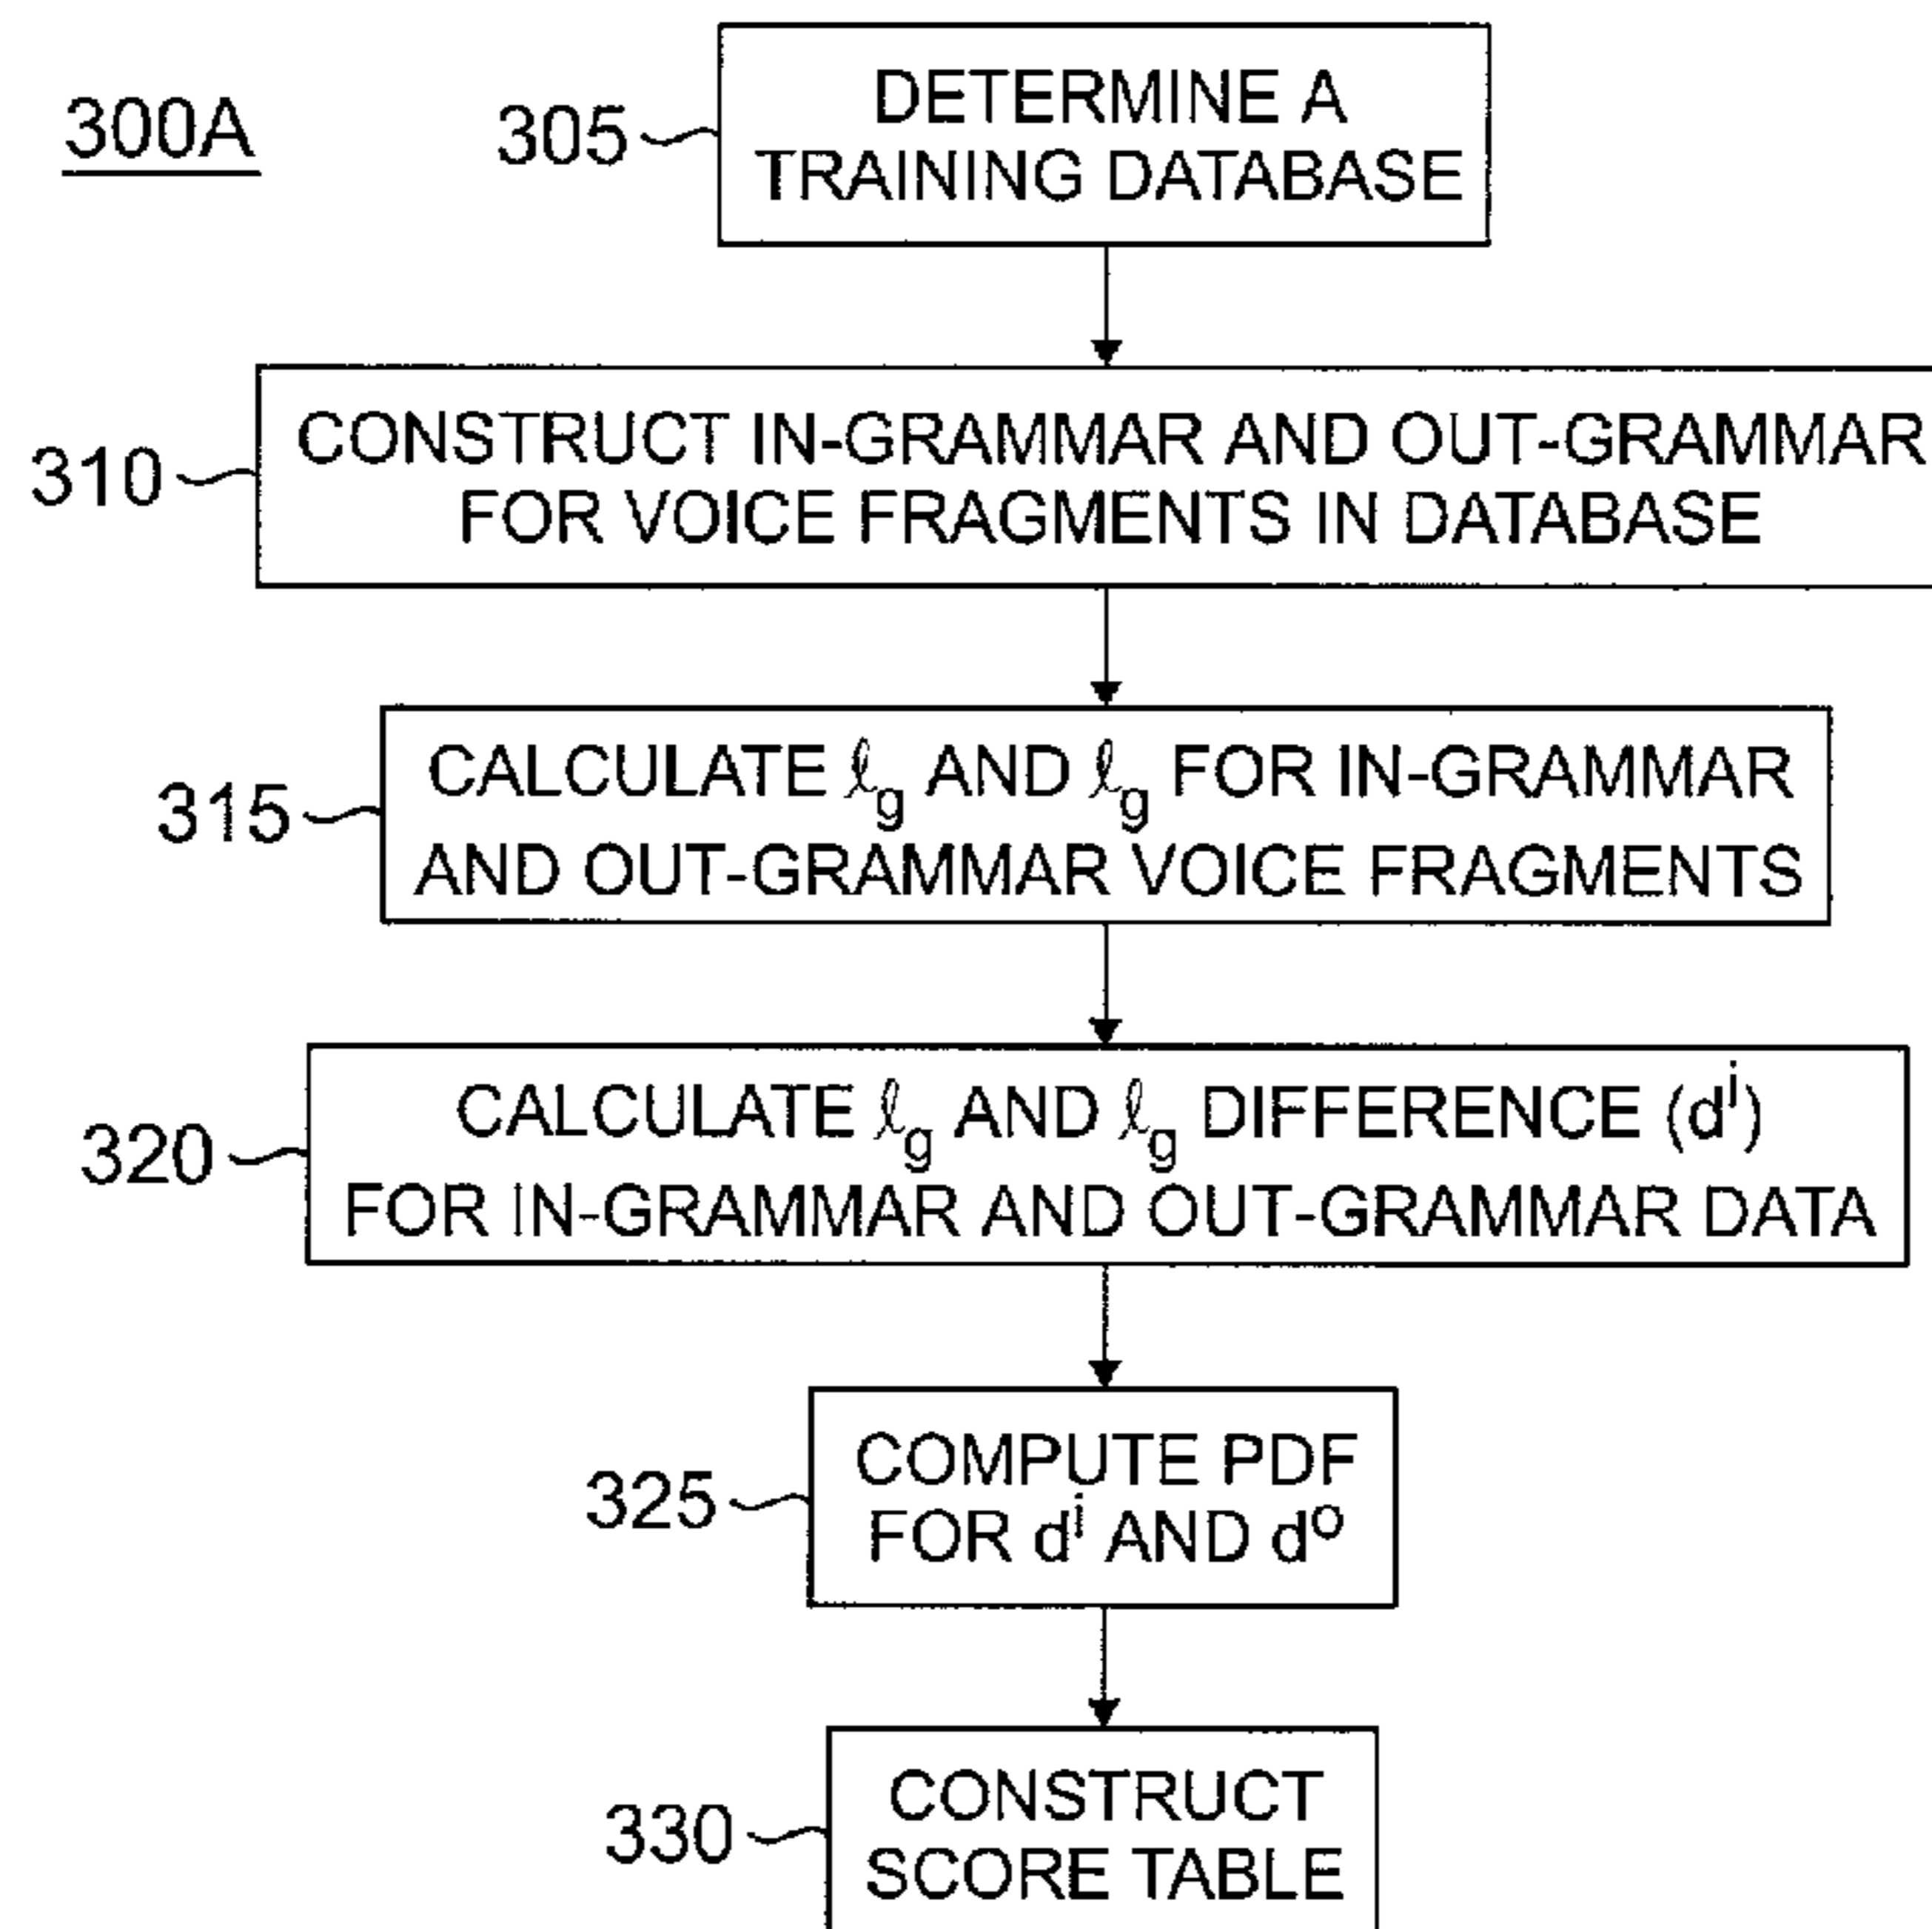 300A
305
DETERMINE A
TRAINING DATABASE
310
CONSTRUCT IN-GRAMMAR AND OUT-GRAMMAR
FOR VOICE FRAGMENTS IN DATABASE
315
CALCULATE ℓg AND ℓg FOR IN-GRAMMAR
AND OUT-GRAMMAR VOICE FRAGMENTS
320
CALCULATE ℓg AND ℓg DIFFERENCE (dʲ)
FOR IN-GRAMMAR AND OUT-GRAMMAR DATA
325
COMPUTE PDF
FOR dⁱ AND dᵒ
330
CONSTRUCT
SCORE TABLE